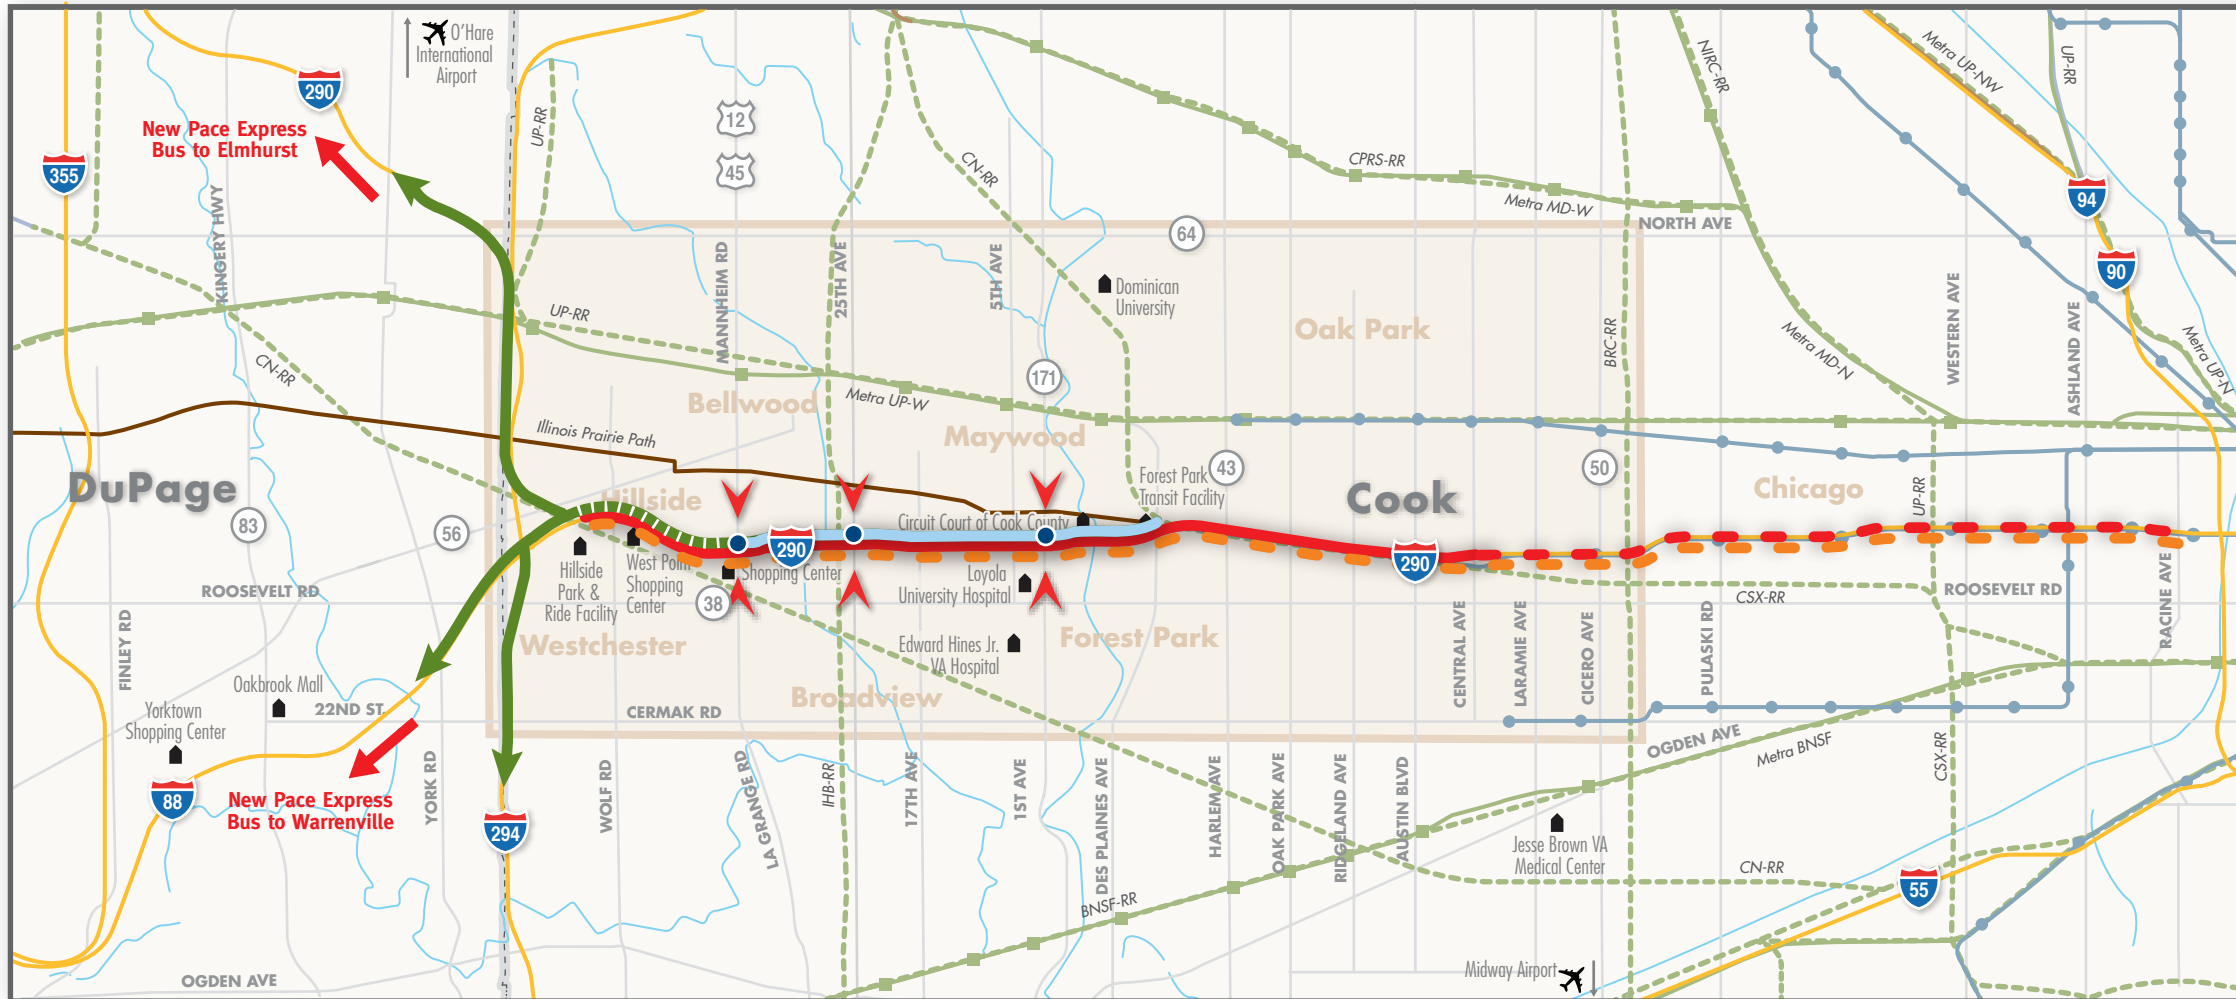 O'Hare
International
Airport
290
New Pace Express
Bus to Elmhurst
355
KINGERY HWY
UP-RR
12
45
CN-RR
CPRS-RR
Metra MD-W
NIRC-RR
Metra UP-NW
UP-RR
94
90
NORTH AVE
64
MANNHEIM RD
25TH AVE
5TH AVE
Dominican
University
Oak Park
BRC-RR
Metra MD-N
WESTERN AVE
ASHLAND AVE
Metra UP-N
UP-RR
CN-RR
171
Bellwood
Metra UP-W
Maywood
Illinois Prairie Path
DuPage
83
56
Hillside
Forest Park
Transit Facility
43
Cook
50
Chicago
UP-RR
Circuit Court of Cook County
290
290
Hillside
Park &
Ride Facility
West Point
Shopping
Center
Shopping Center
38
Loyola
University Hospital
Edward Hines Jr.
VA Hospital
Forest Park
Westchester
Broadview
ROOSEVELT RD
ROOSEVELT RD
CSX-RR
FINLEY RD
CENTRAL AVE
LARAMIE AVE
CICERO AVE
PULASKI RD
RACINE AVE
Oakbrook Mall
22ND ST.
CERMAK RD
Yorktown
Shopping Center
88
New Pace Express
Bus to Warrenville
YORK RD
294
WOLF RD
LA GRANGE RD
IHB-RR
17TH AVE
1ST AVE
DES PLAINES AVE
HARLEM AVE
OAK PARK AVE
RIDGELAND AVE
AUSTIN BLVD
OGDEN AVE
Metra BNSF
CSX-RR
Jesse Brown VA
Medical Center
CN-RR
55
BNSF-RR
Midway Airport
OGDEN AVE